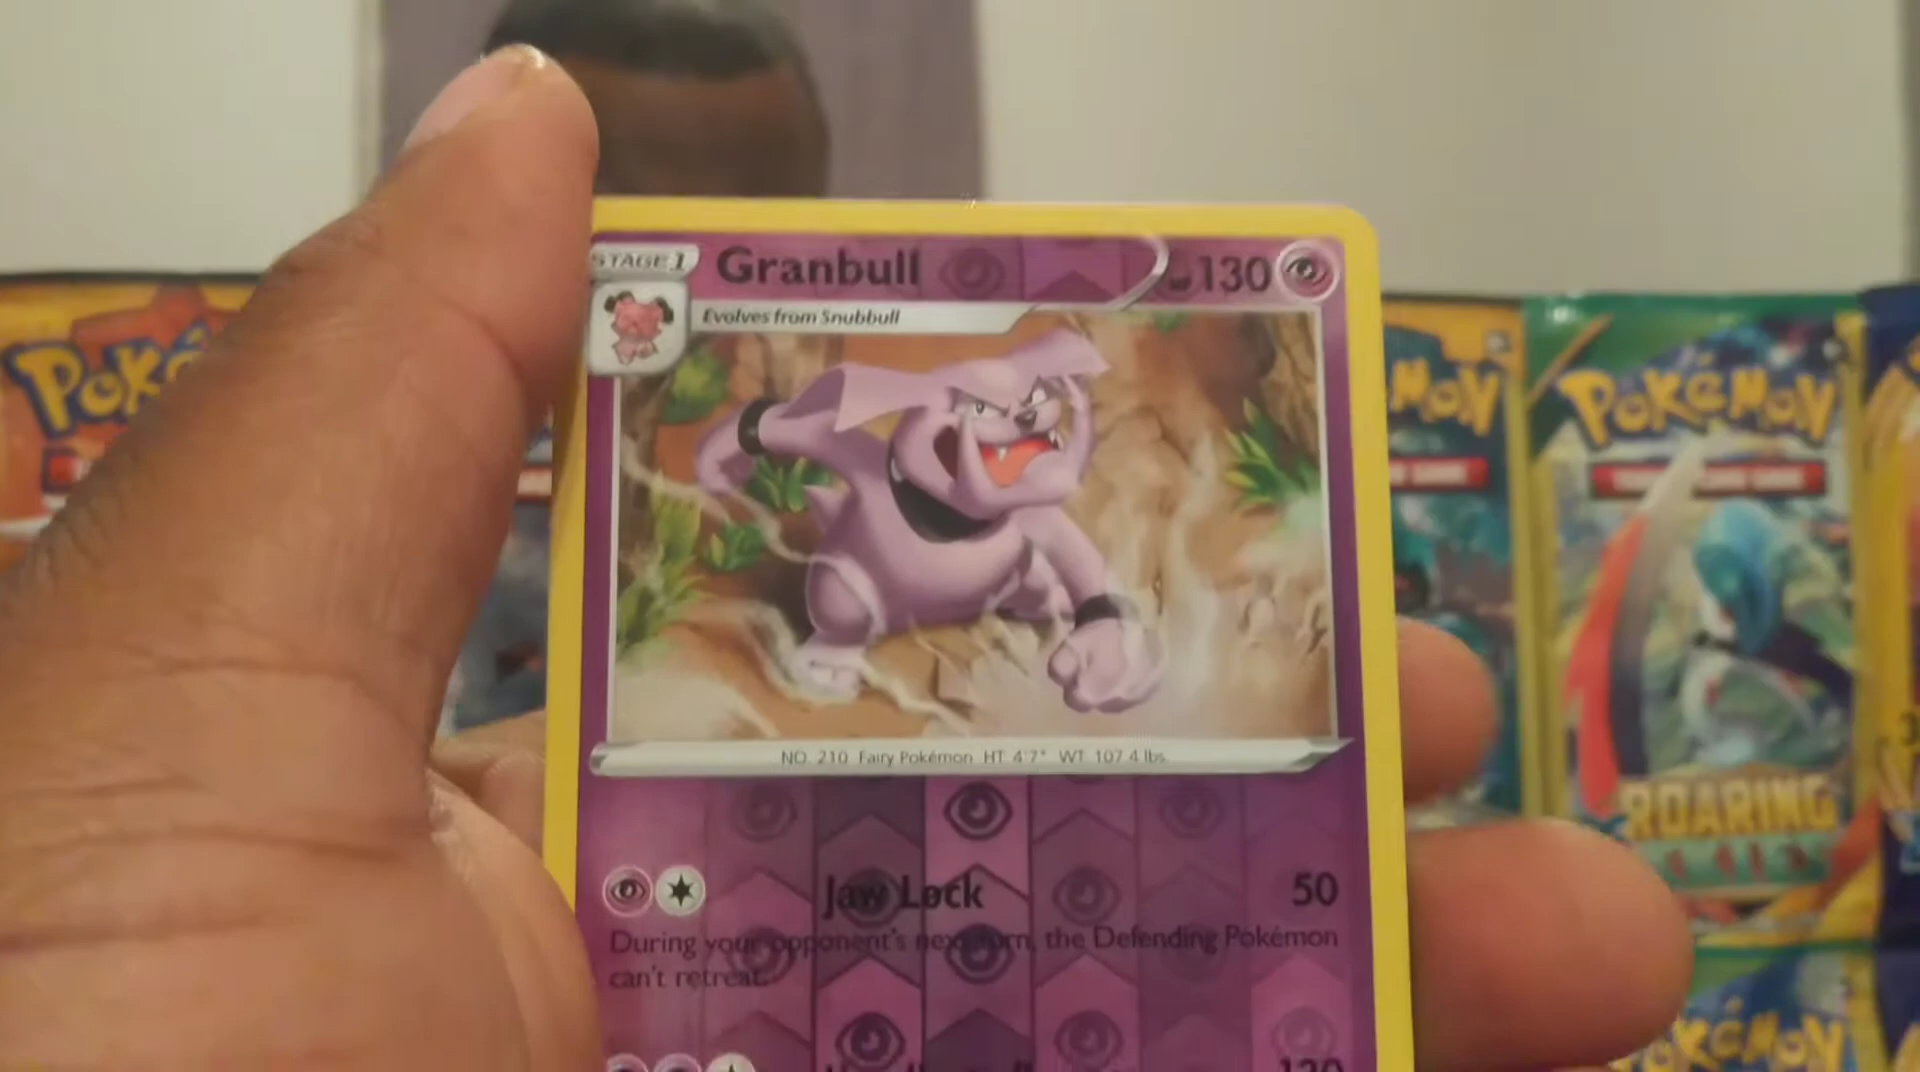 STAGE 1 Granbull 130
Evolves from Snubbull
NO. 210 Fairy Pokémon HT 4'7" WT 107.4 lbs.
Jaw Lock 50
During your opponent's next turn, the Defending Pokémon
can't retreat.
120
POKéMON
ROARING